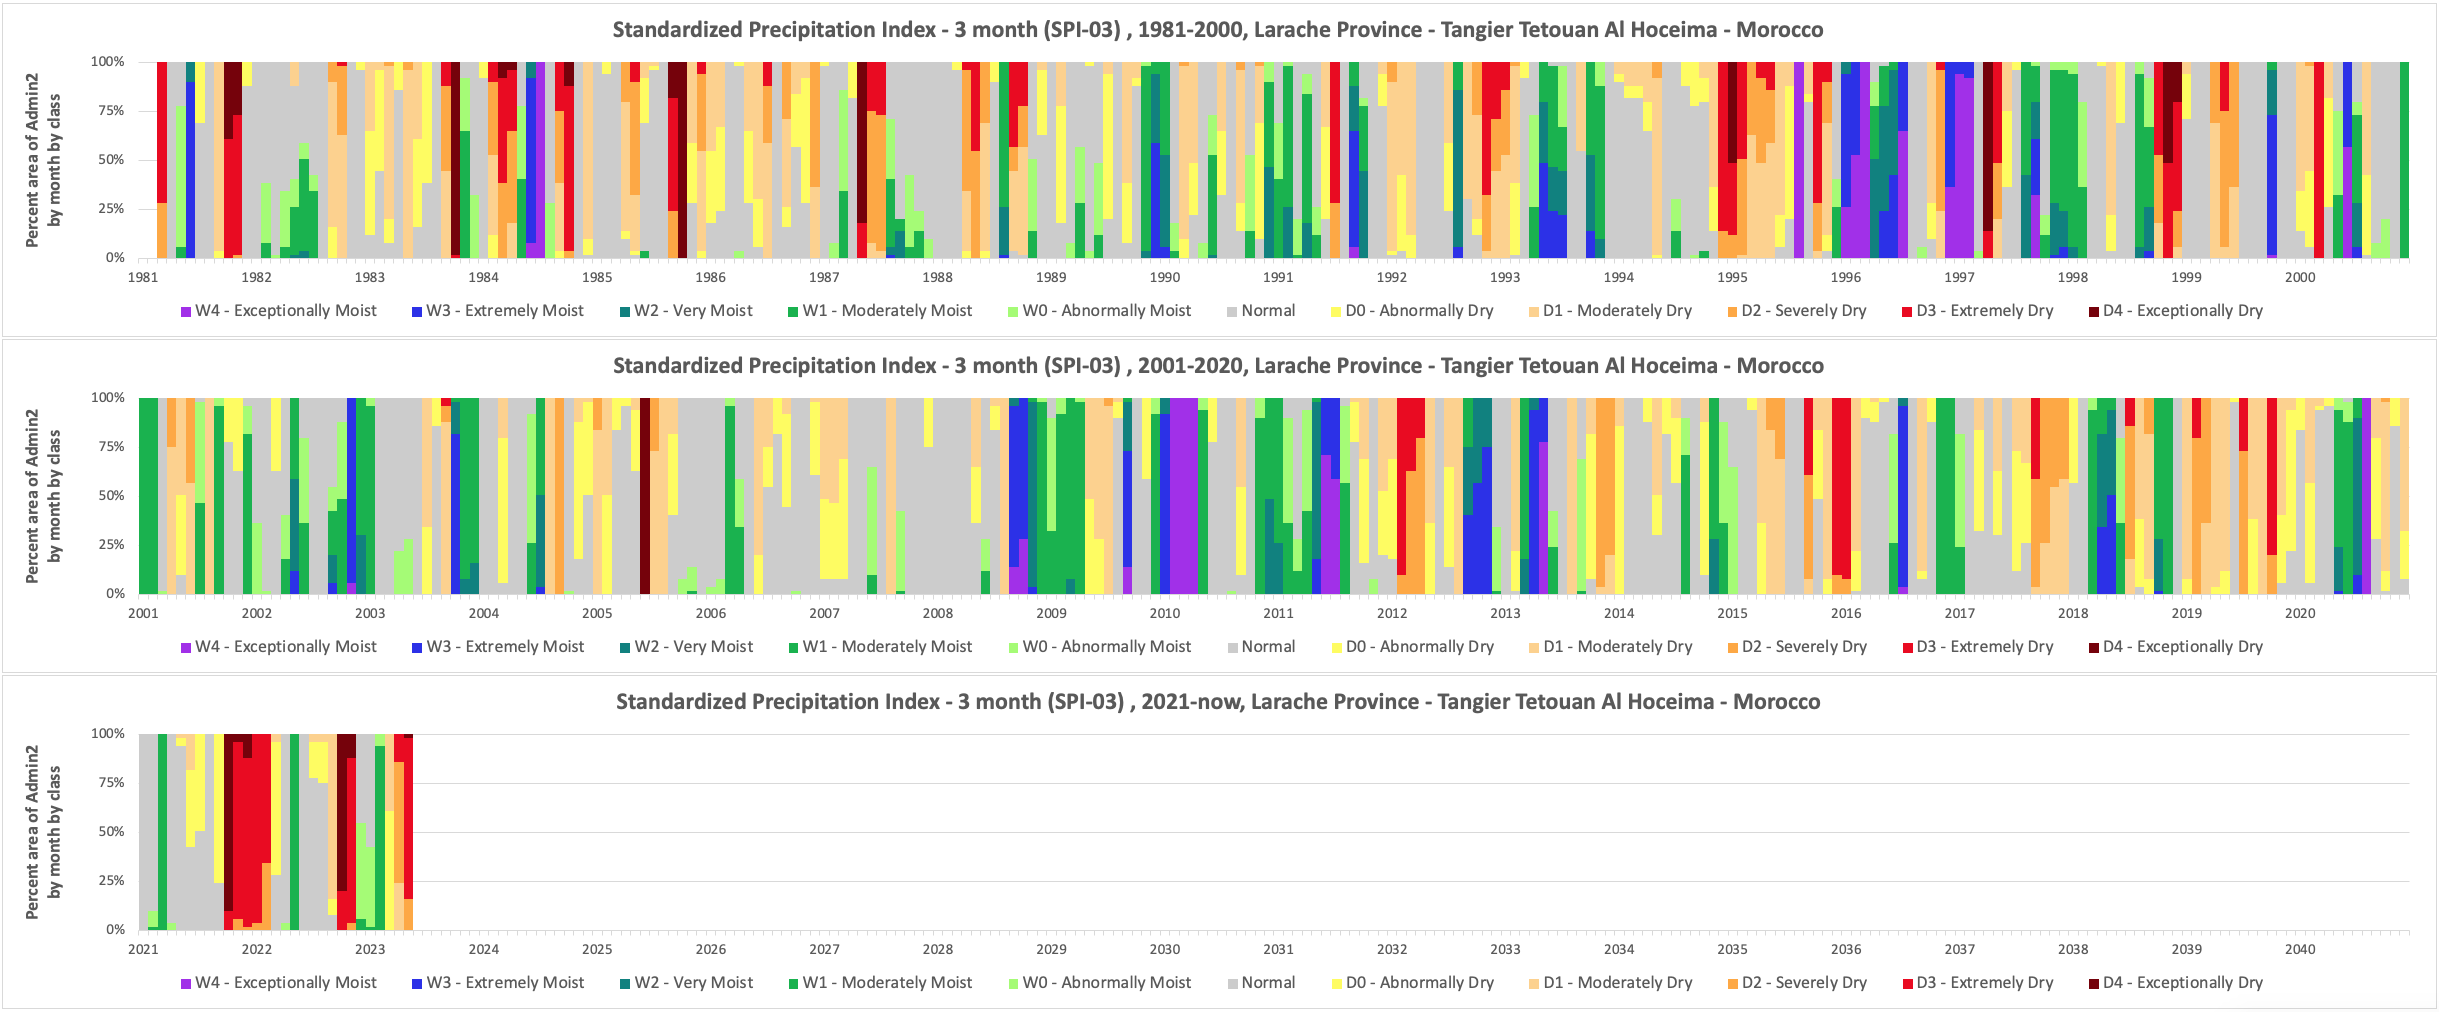 Standardized Precipitation Index - 3 month (SPI-03) , 1981-2000, Larache Province - Tangier Tetouan Al Hoceima - Morocco
Percent area of Admin2
by month by class
100%
75%
50%
25%
0%
1981 1982 1983 1984 1985 1986 1987 1988 1989 1990 1991 1992 1993 1994 1995 1996 1997 1998 1999 2000
W4 - Exceptionally Moist W3 - Extremely Moist W2 - Very Moist W1 - Moderately Moist W0 - Abnormally Moist Normal D0 - Abnormally Dry D1 - Moderately Dry D2 - Severely Dry D3 - Extremely Dry D4 - Exceptionally Dry
Standardized Precipitation Index - 3 month (SPI-03) , 2001-2020, Larache Province - Tangier Tetouan Al Hoceima - Morocco
Percent area of Admin2
by month by class
100%
75%
50%
25%
0%
2001 2002 2003 2004 2005 2006 2007 2008 2009 2010 2011 2012 2013 2014 2015 2016 2017 2018 2019 2020
W4 - Exceptionally Moist W3 - Extremely Moist W2 - Very Moist W1 - Moderately Moist W0 - Abnormally Moist Normal D0 - Abnormally Dry D1 - Moderately Dry D2 - Severely Dry D3 - Extremely Dry D4 - Exceptionally Dry
Standardized Precipitation Index - 3 month (SPI-03) , 2021-now, Larache Province - Tangier Tetouan Al Hoceima - Morocco
Percent area of Admin2
by month by class
100%
75%
50%
25%
0%
2021 2022 2023 2024 2025 2026 2027 2028 2029 2030 2031 2032 2033 2034 2035 2036 2037 2038 2039 2040
W4 - Exceptionally Moist W3 - Extremely Moist W2 - Very Moist W1 - Moderately Moist W0 - Abnormally Moist Normal D0 - Abnormally Dry D1 - Moderately Dry D2 - Severely Dry D3 - Extremely Dry D4 - Exceptionally Dry